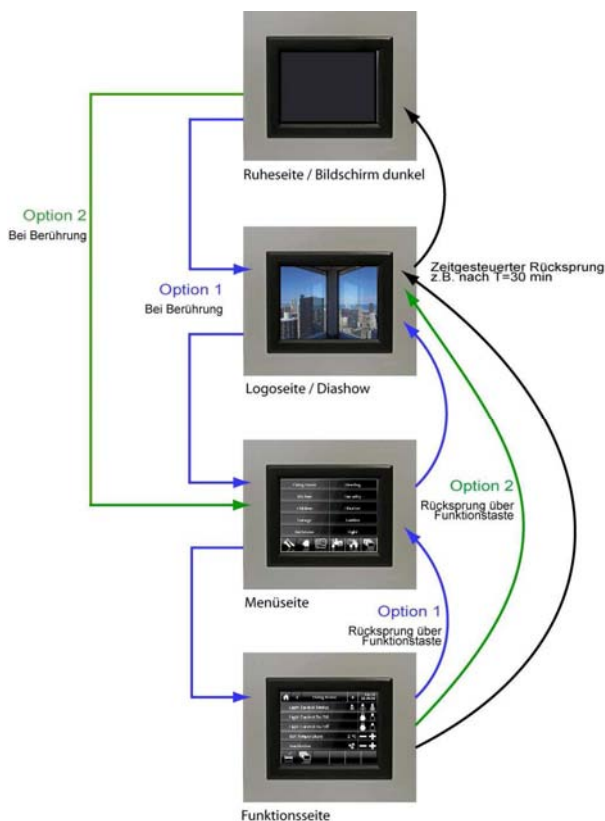 Ruheseite / Bildschirm dunkel
Option 2
Bei Berührung
Option 1
Bei Berührung
Zeitgesteuerter Rücksprung
z.B. nach T=30 min
Logoseite / Diashow
Option 2
Rücksprung über
Funktionstaste
Menüseite
Option 1
Rücksprung über
Funktionstaste
Funktionsseite